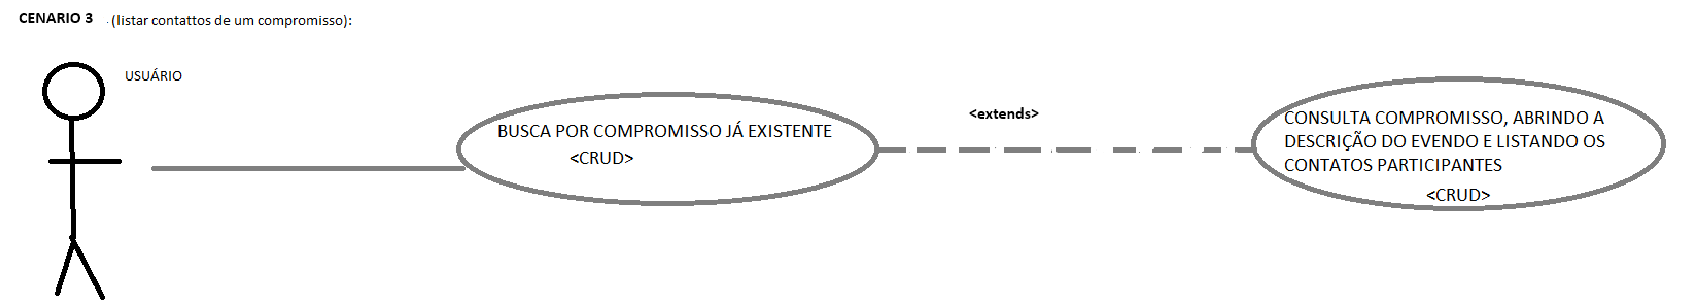 CENARIO 3 . (listar contattos de um compromisso):
USUÁRIO
BUSCA POR COMPROMISSO JÁ EXISTENTE
<CRUD>
<extends>
CONSULTA COMPROMISSO, ABRINDO A
DESCRIÇÃO DO EVENDO E LISTANDO OS
CONTATOS PARTICIPANTES
<CRUD>